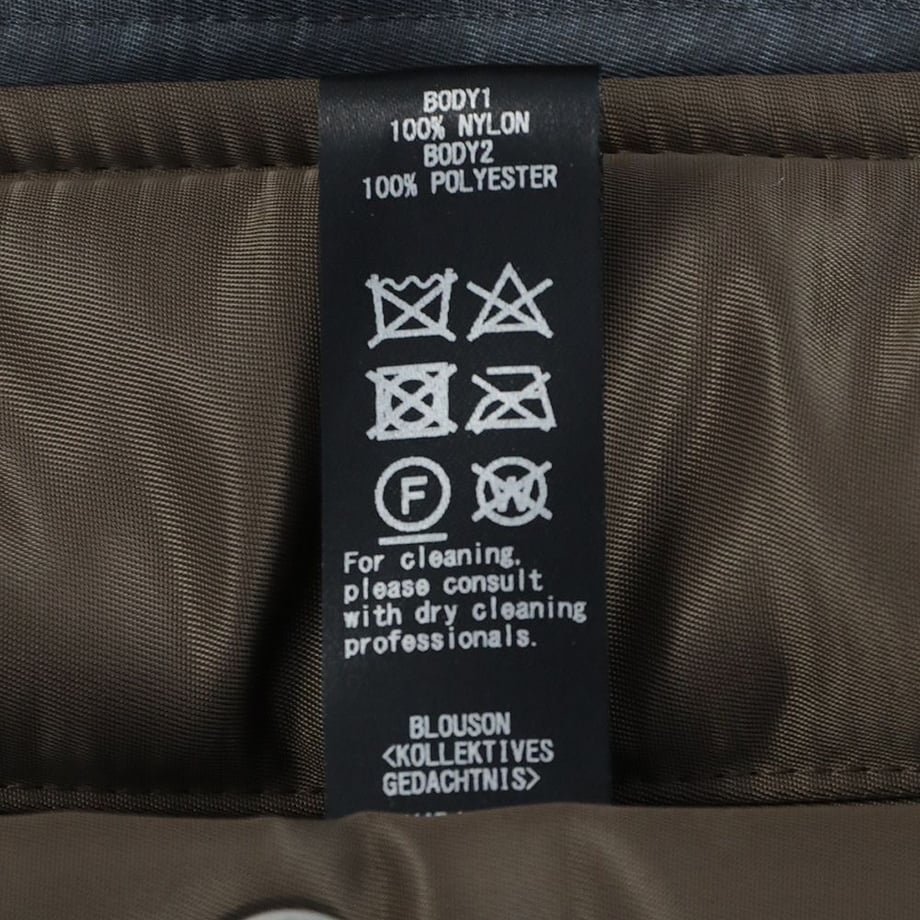 BODY1
100% NYLON
BODY2
100% POLYESTER
F
W
For cleaning,
please consult
with dry cleaning
professionals.
BLOUSON
<KOLLEKTIVES
GEDACHTNIS>